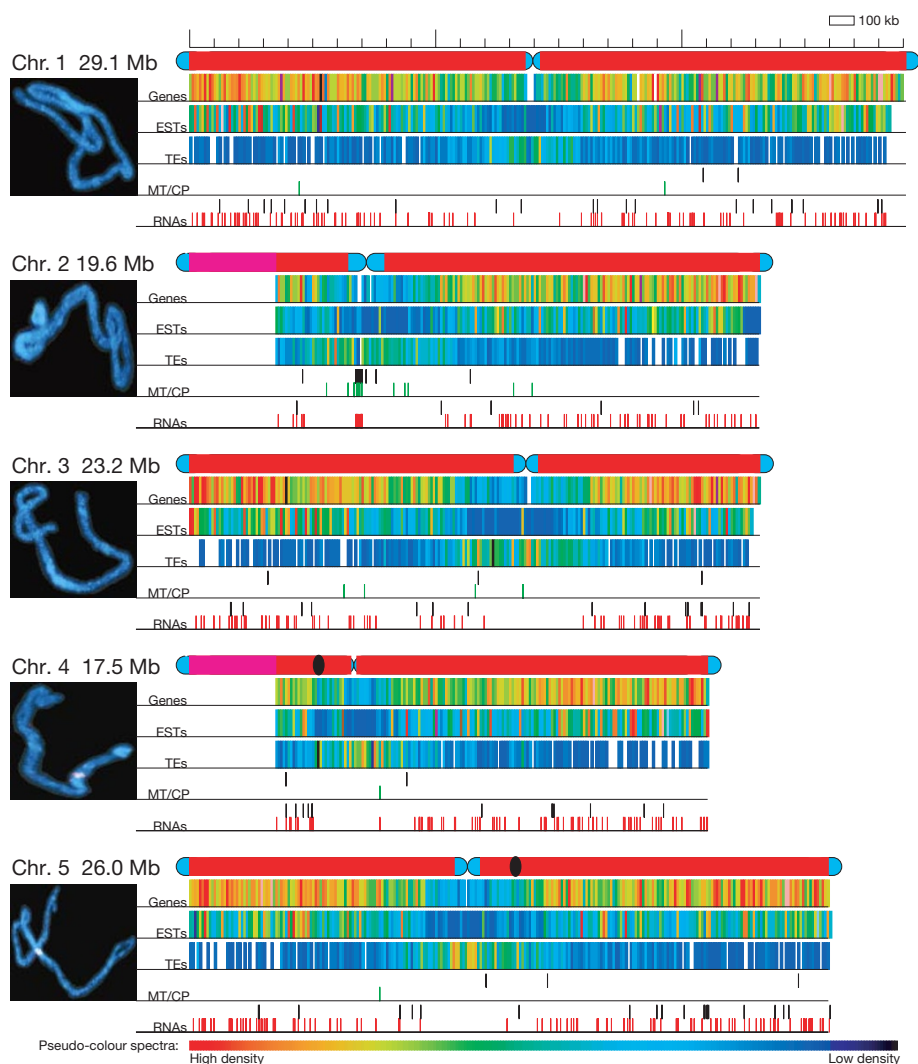 100 kb
Chr. 1 29.1 Mb
Genes
ESTs
TEs
MT/CP
RNAs
Chr. 2 19.6 Mb
Genes
ESTs
TEs
MT/CP
RNAs
Chr. 3 23.2 Mb
Genes
ESTs
TEs
MT/CP
RNAs
Chr. 4 17.5 Mb
Genes
ESTs
TEs
MT/CP
RNAs
Chr. 5 26.0 Mb
Genes
ESTs
TEs
MT/CP
RNAs
Pseudo-colour spectra:
High density Low density